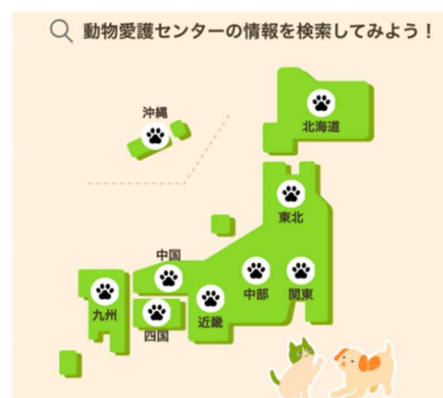 動物愛護センターの情報を検索してみよう！
沖縄
北海道
東北
中国
中部
関東
九州
四国
近畿